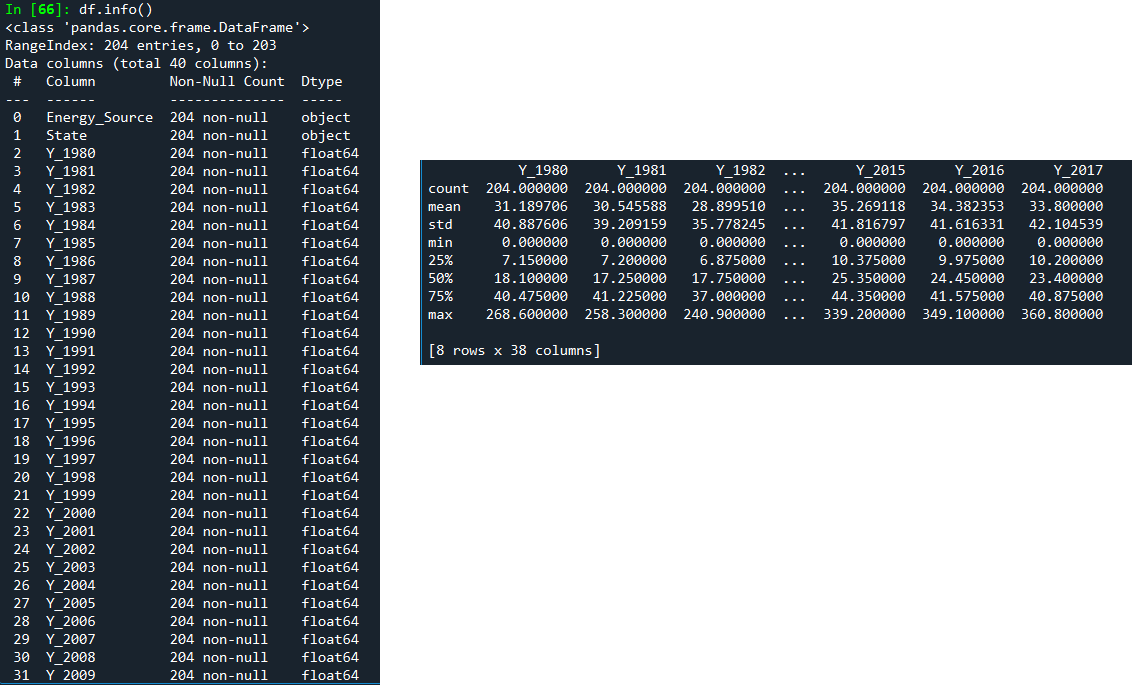 In [66]: df.info()
<class 'pandas.core.frame.DataFrame'>
RangeIndex: 204 entries, 0 to 203
Data columns (total 40 columns):
 #   Column         Non-Null Count  Dtype
---  ------         --------------  -----
 0   Energy_Source  204 non-null    object
 1   State          204 non-null    object
 2   Y_1980         204 non-null    float64
 3   Y_1981         204 non-null    float64
 4   Y_1982         204 non-null    float64
 5   Y_1983         204 non-null    float64
 6   Y_1984         204 non-null    float64
 7   Y_1985         204 non-null    float64
 8   Y_1986         204 non-null    float64
 9   Y_1987         204 non-null    float64
 10  Y_1988         204 non-null    float64
 11  Y_1989         204 non-null    float64
 12  Y_1990         204 non-null    float64
 13  Y_1991         204 non-null    float64
 14  Y_1992         204 non-null    float64
 15  Y_1993         204 non-null    float64
 16  Y_1994         204 non-null    float64
 17  Y_1995         204 non-null    float64
 18  Y_1996         204 non-null    float64
 19  Y_1997         204 non-null    float64
 20  Y_1998         204 non-null    float64
 21  Y_1999         204 non-null    float64
 22  Y_2000         204 non-null    float64
 23  Y_2001         204 non-null    float64
 24  Y_2002         204 non-null    float64
 25  Y_2003         204 non-null    float64
 26  Y_2004         204 non-null    float64
 27  Y_2005         204 non-null    float64
 28  Y_2006         204 non-null    float64
 29  Y_2007         204 non-null    float64
 30  Y_2008         204 non-null    float64
 31  Y_2009         204 non-null    float64
           Y_1980      Y_1981      Y_1982  ...      Y_2015      Y_2016      Y_2017
count  204.000000  204.000000  204.000000  ...  204.000000  204.000000  204.000000
mean    31.189706   30.545588   28.899510  ...   35.269118   34.382353   33.800000
std     40.887606   39.209159   35.778245  ...   41.816797   41.616331   42.104539
min      0.000000    0.000000    0.000000  ...    0.000000    0.000000    0.000000
25%      7.150000    7.200000    6.875000  ...   10.375000    9.975000   10.200000
50%     18.100000   17.250000   17.750000  ...   25.350000   24.450000   23.400000
75%     40.475000   41.225000   37.000000  ...   44.350000   41.575000   40.875000
max    268.600000  258.300000  240.900000  ...  339.200000  349.100000  360.800000
[8 rows x 38 columns]